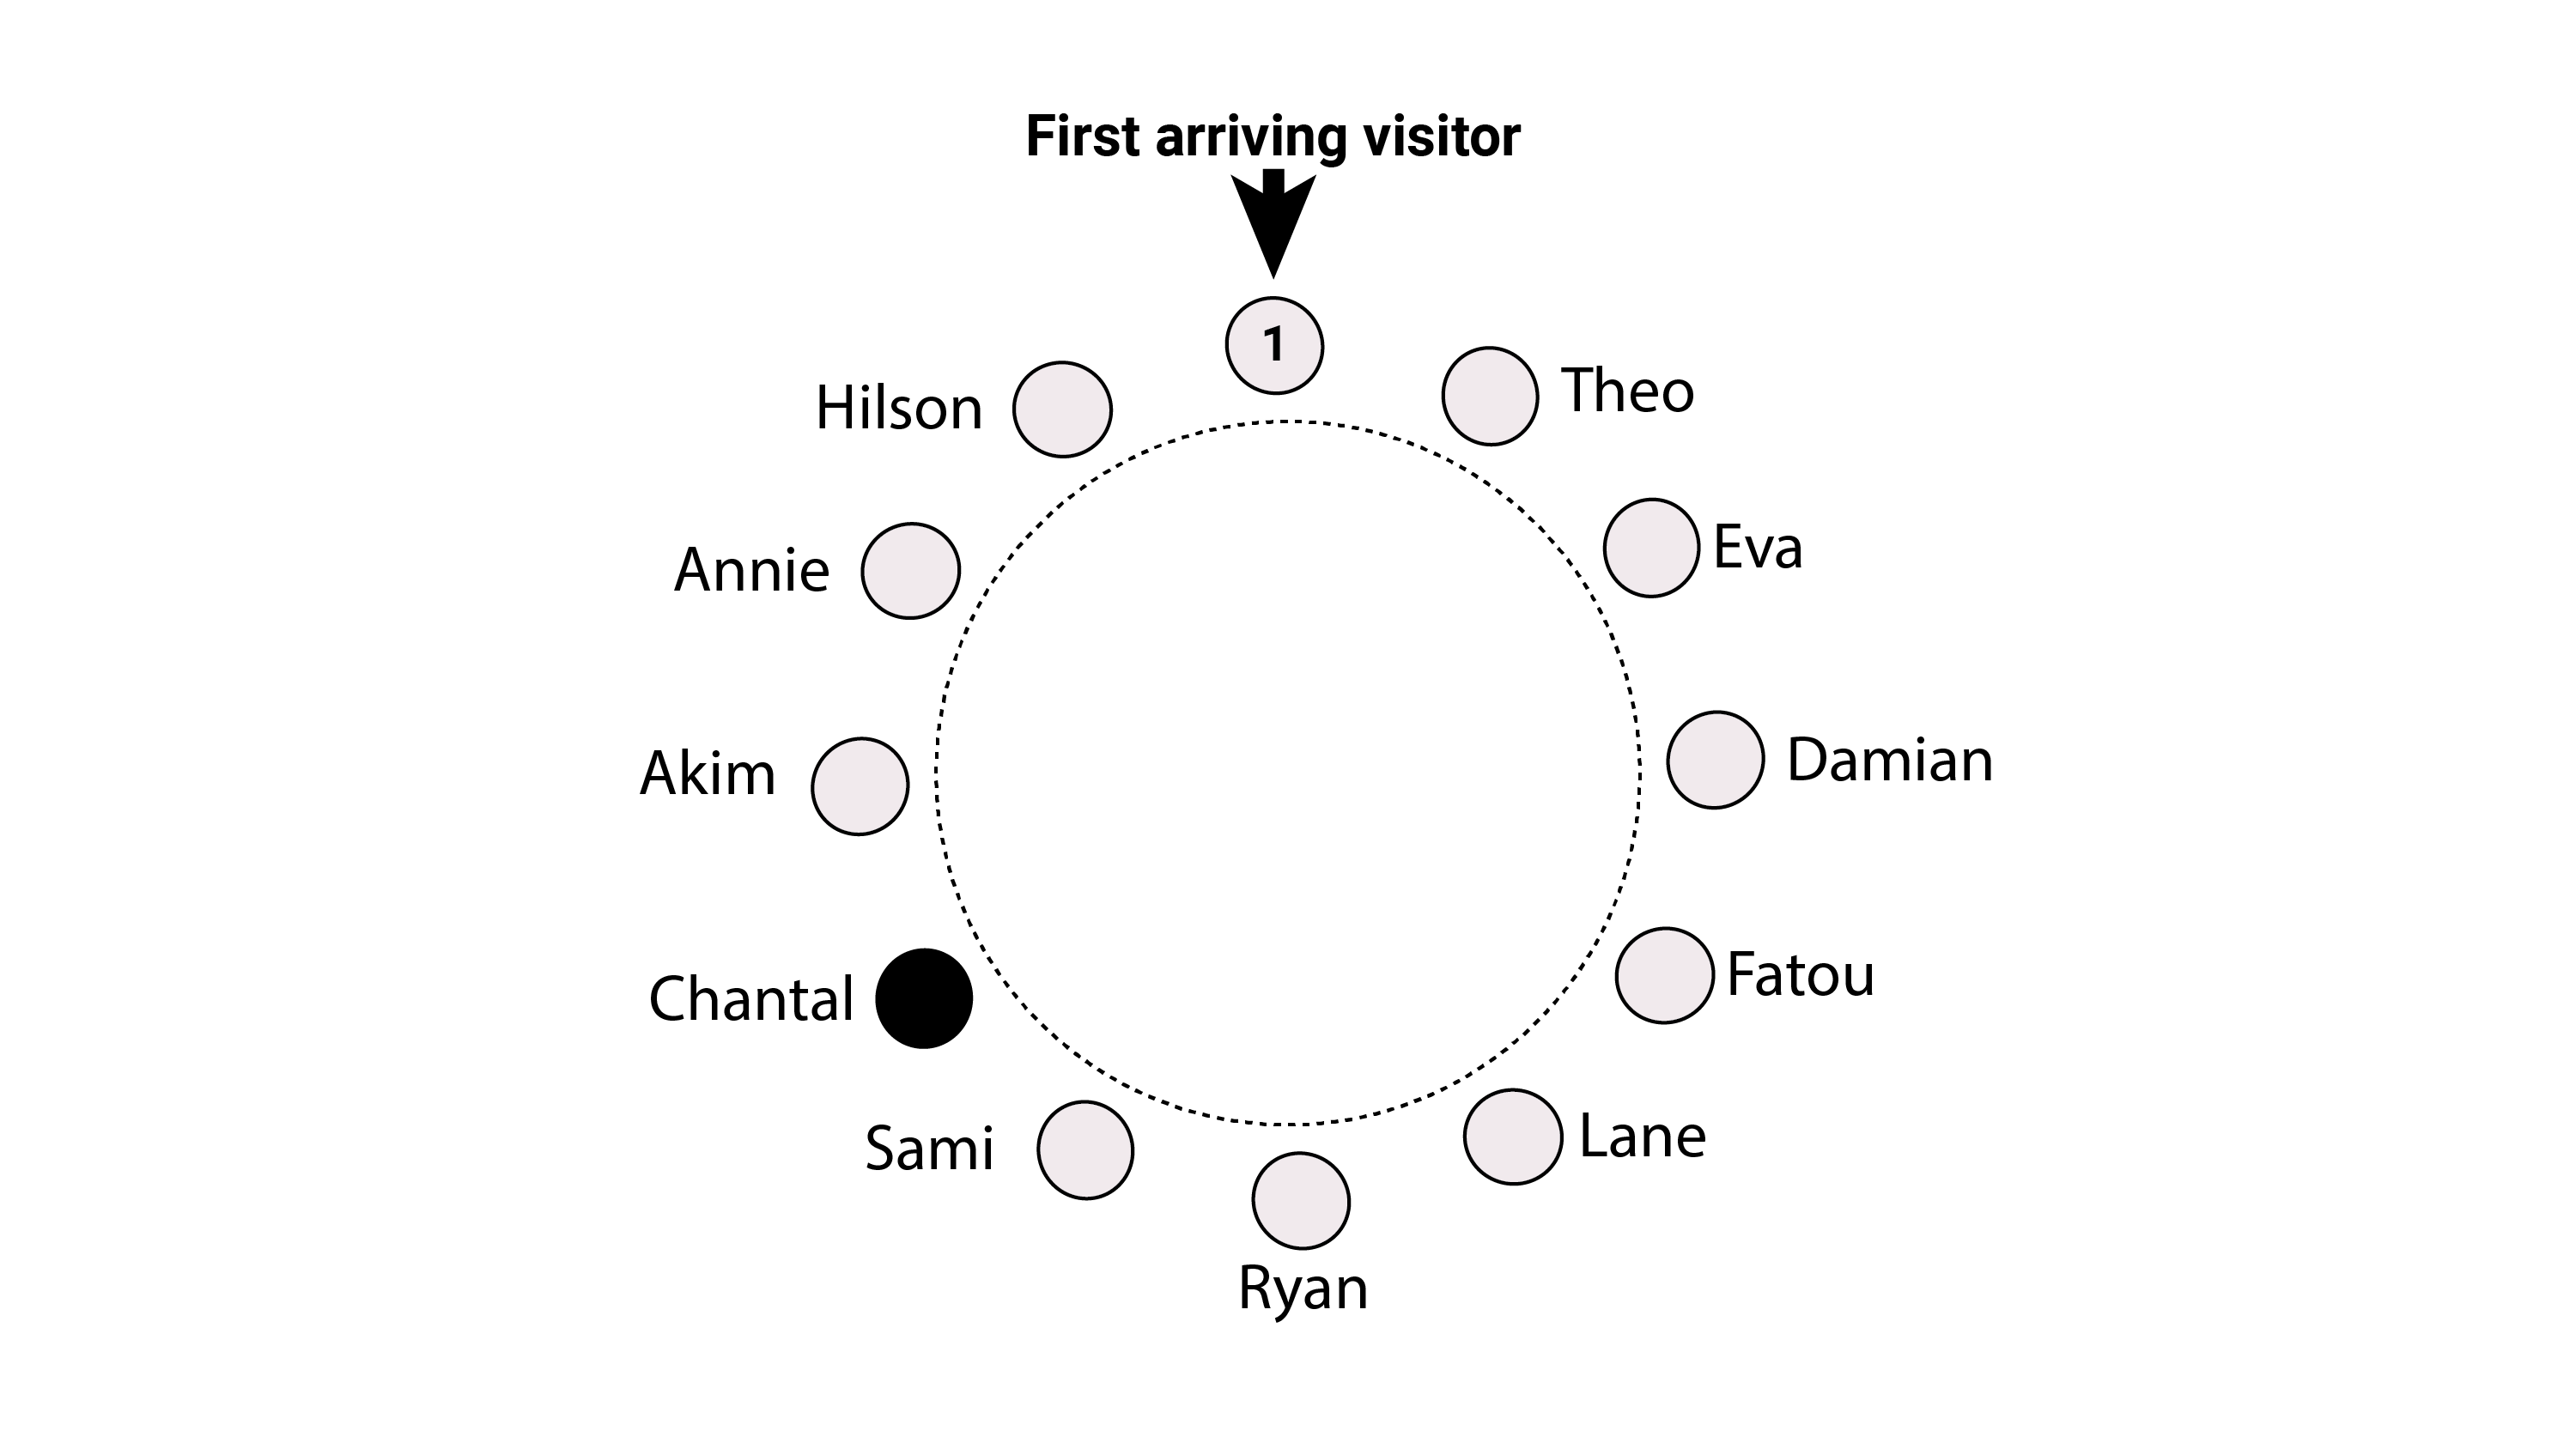 First arriving visitor
1
Theo
Hilson
Eva
Annie
Damian
Akim
Fatou
Chantal
Lane
Sami
Ryan